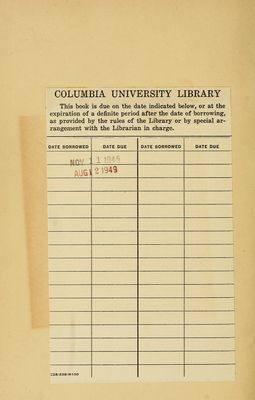 COLUMBIA UNIVERSITY LIBRARY
This book is due on the date indicated below, or at the
expiration of a definite period after the date of borrowing,
as provided by the rules of the Library or by special ar-
rangement with the Librarian in charge.
DATE BORROWED DATE DUE DATE BORROWED DATE DUE
NOV 1 1 1945
AUG 1 2 1949